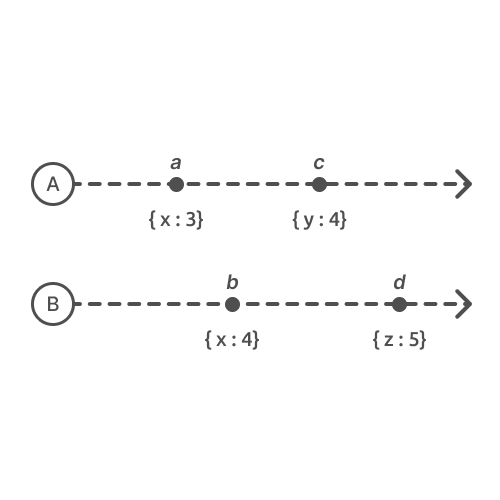 a c
A
{ x : 3} { y : 4}
b d
B
{ x : 4} { z : 5}